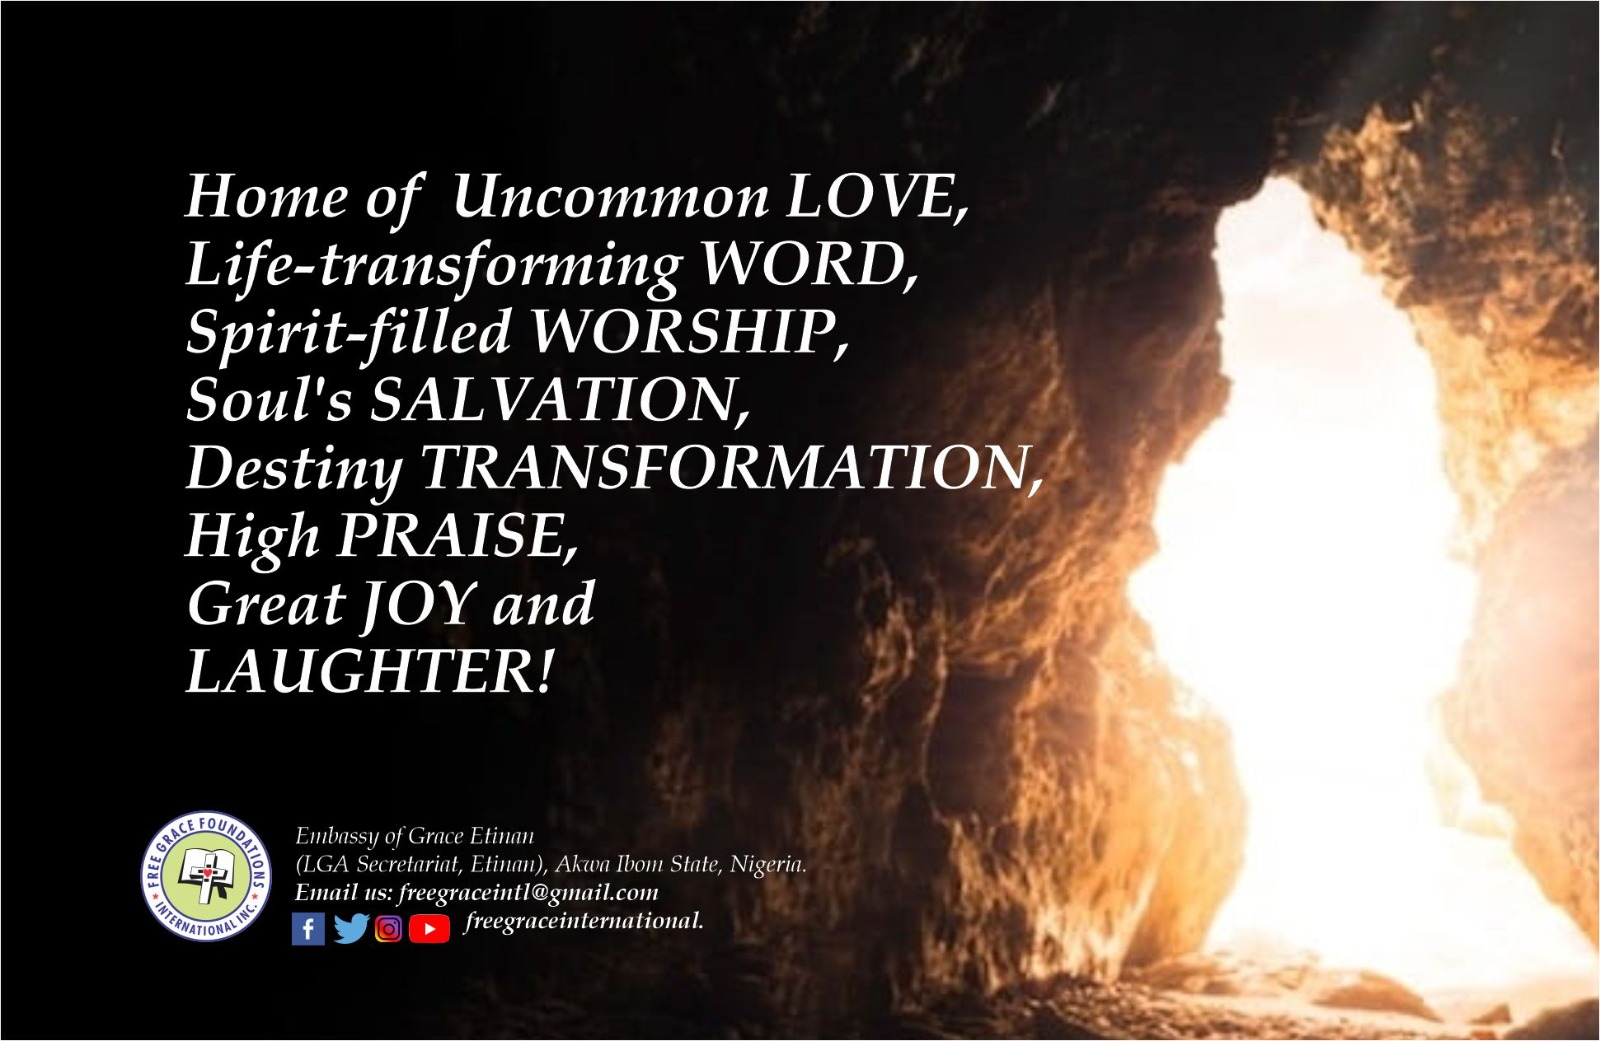 Home of Uncommon LOVE,
Life-transforming WORD,
Spirit-filled WORSHIP,
Soul's SALVATION,
Destiny TRANSFORMATION,
High PRAISE,
Great JOY and
LAUGHTER!
FREE GRACE FOUNDATIONS
INTERNATIONAL INC.
Embassy of Grace Etinan
(LGA Secretariat, Etinan), Akwa Ibom State, Nigeria.
Email us: freegraceintl@gmail.com
freegraceinternational.